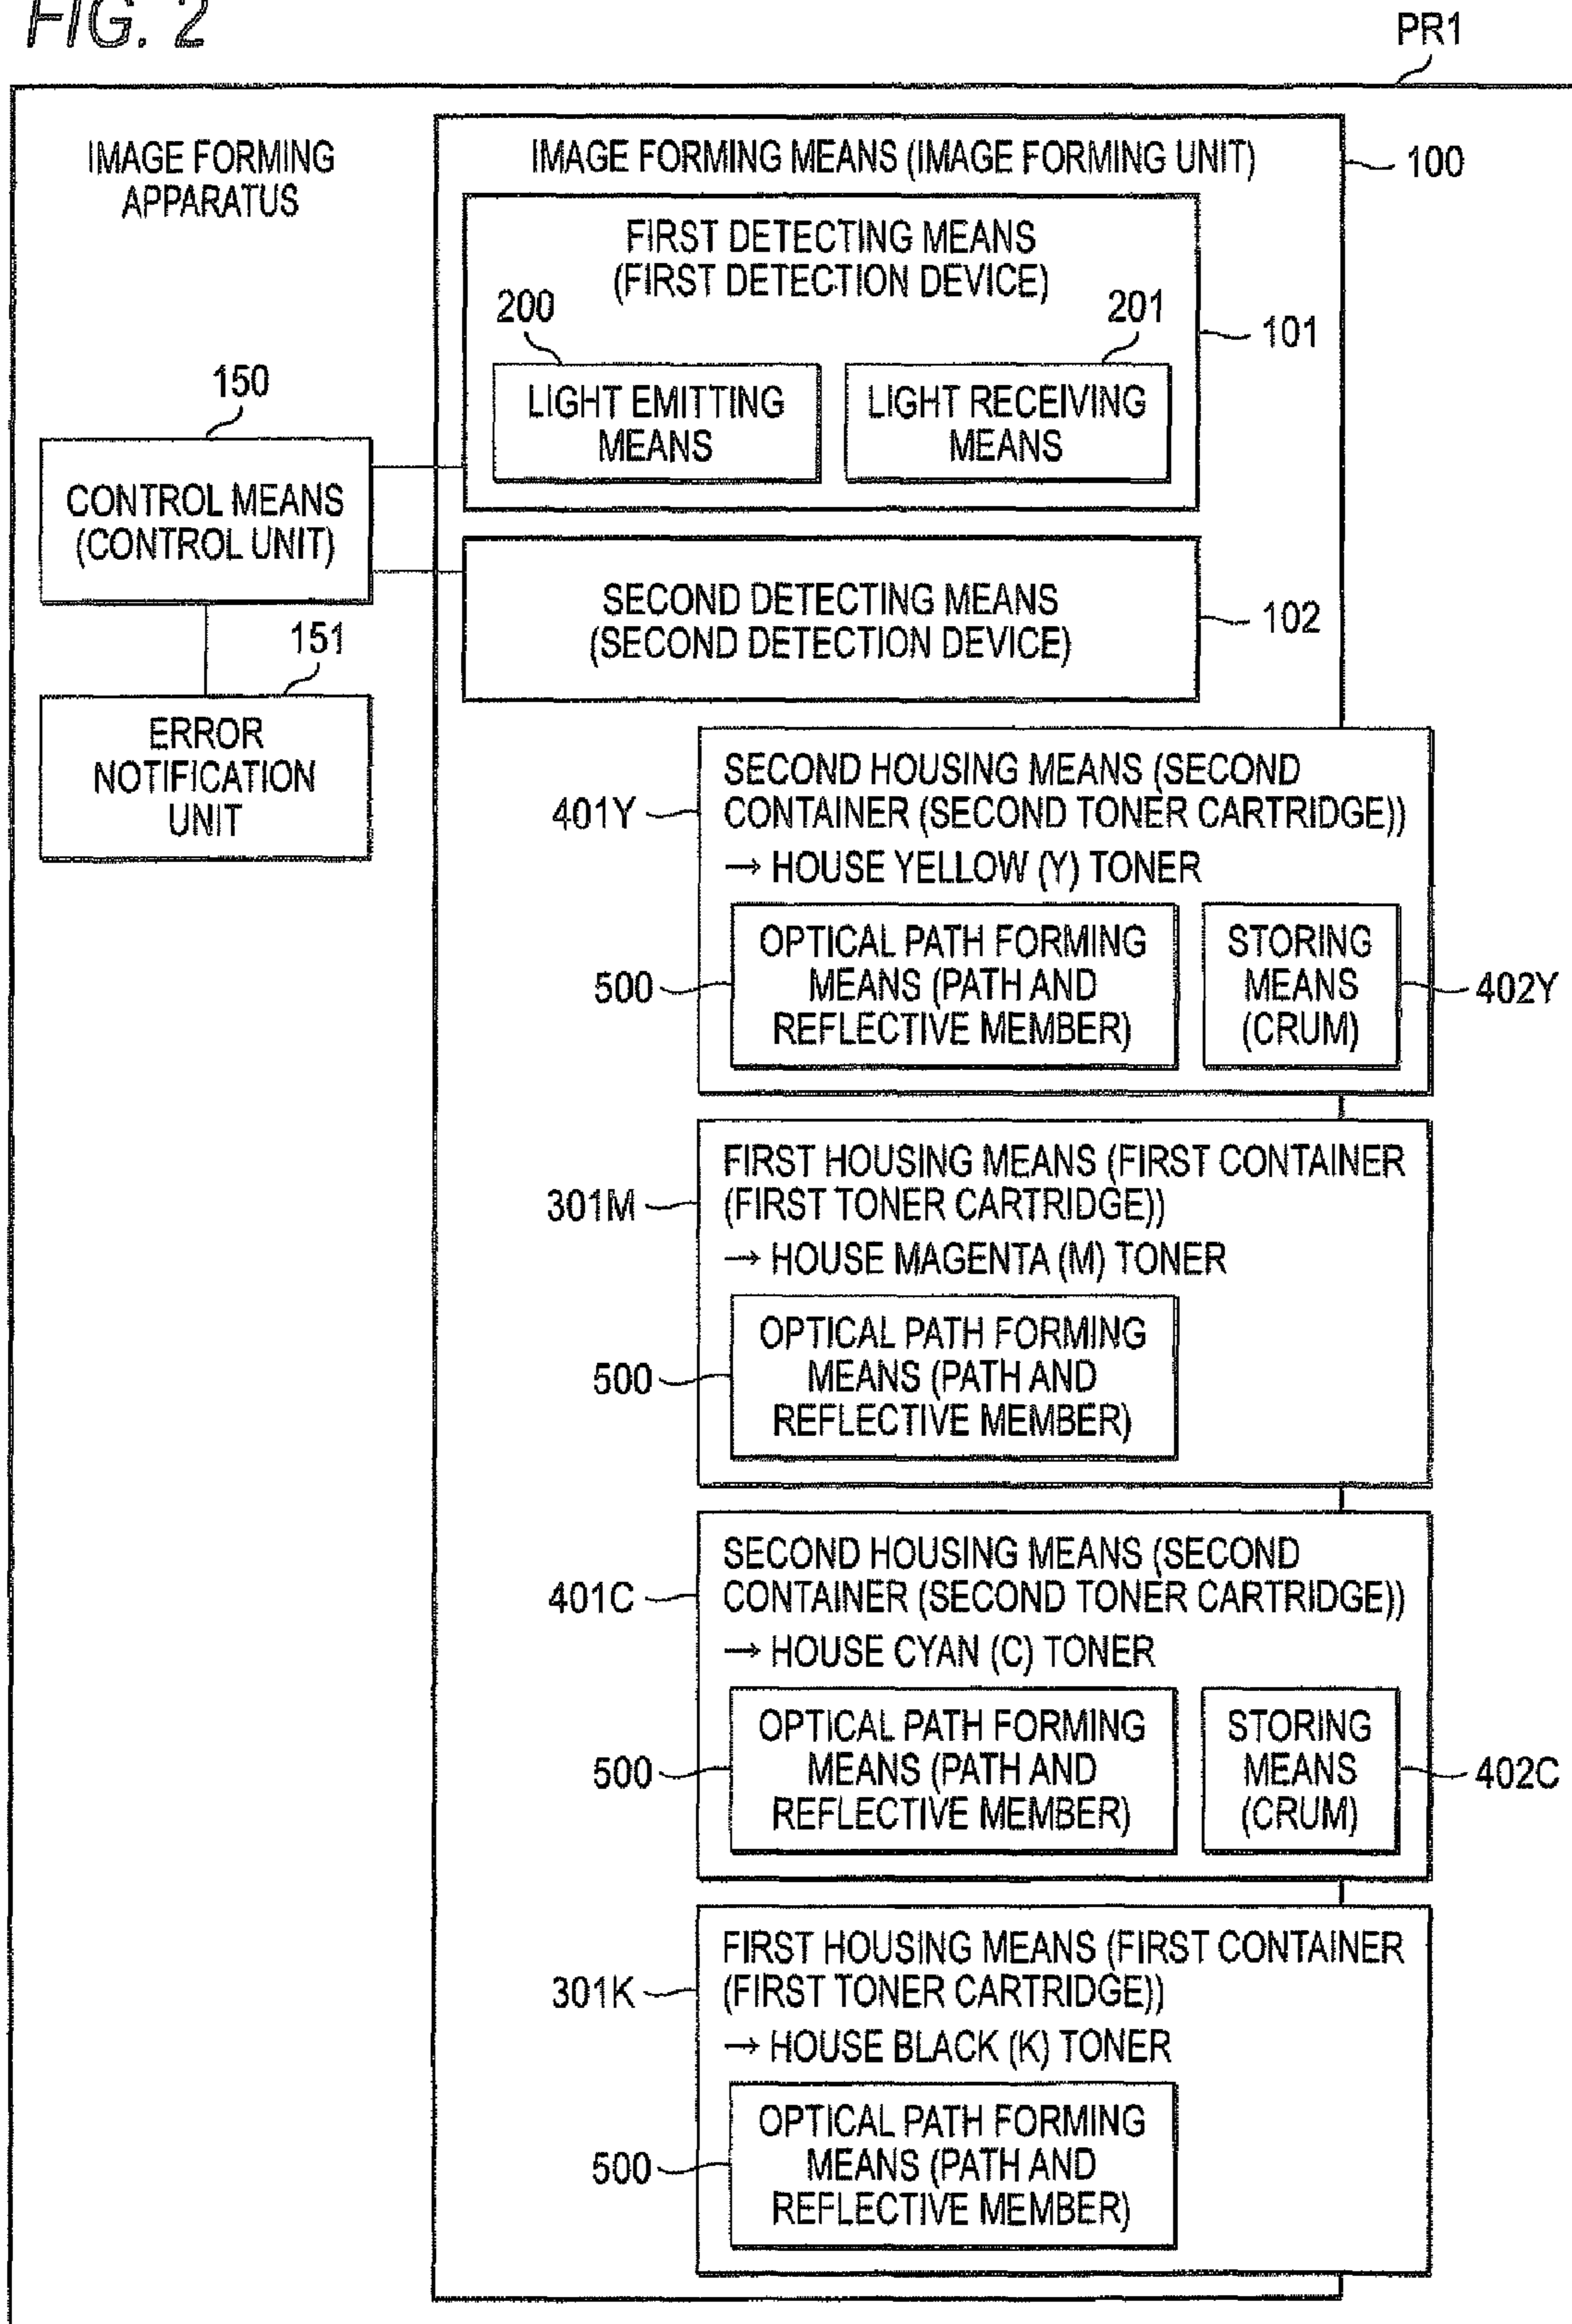 FIG. 2
PR1
IMAGE FORMING
APPARATUS
IMAGE FORMING MEANS (IMAGE FORMING UNIT)
100
FIRST DETECTING MEANS
(FIRST DETECTION DEVICE)
200
201
101
LIGHT EMITTING
MEANS
LIGHT RECEIVING
MEANS
150
CONTROL MEANS
(CONTROL UNIT)
SECOND DETECTING MEANS
(SECOND DETECTION DEVICE)
102
151
ERROR
NOTIFICATION
UNIT
401Y
SECOND HOUSING MEANS (SECOND
CONTAINER (SECOND TONER CARTRIDGE))
→ HOUSE YELLOW (Y) TONER
500
OPTICAL PATH FORMING
MEANS (PATH AND
REFLECTIVE MEMBER)
STORING
MEANS
(CRUM)
402Y
301M
FIRST HOUSING MEANS (FIRST CONTAINER
(FIRST TONER CARTRIDGE))
→ HOUSE MAGENTA (M) TONER
500
OPTICAL PATH FORMING
MEANS (PATH AND
REFLECTIVE MEMBER)
401C
SECOND HOUSING MEANS (SECOND
CONTAINER (SECOND TONER CARTRIDGE))
→ HOUSE CYAN (C) TONER
500
OPTICAL PATH FORMING
MEANS (PATH AND
REFLECTIVE MEMBER)
STORING
MEANS
(CRUM)
402C
301K
FIRST HOUSING MEANS (FIRST CONTAINER
(FIRST TONER CARTRIDGE))
→ HOUSE BLACK (K) TONER
500
OPTICAL PATH FORMING
MEANS (PATH AND
REFLECTIVE MEMBER)